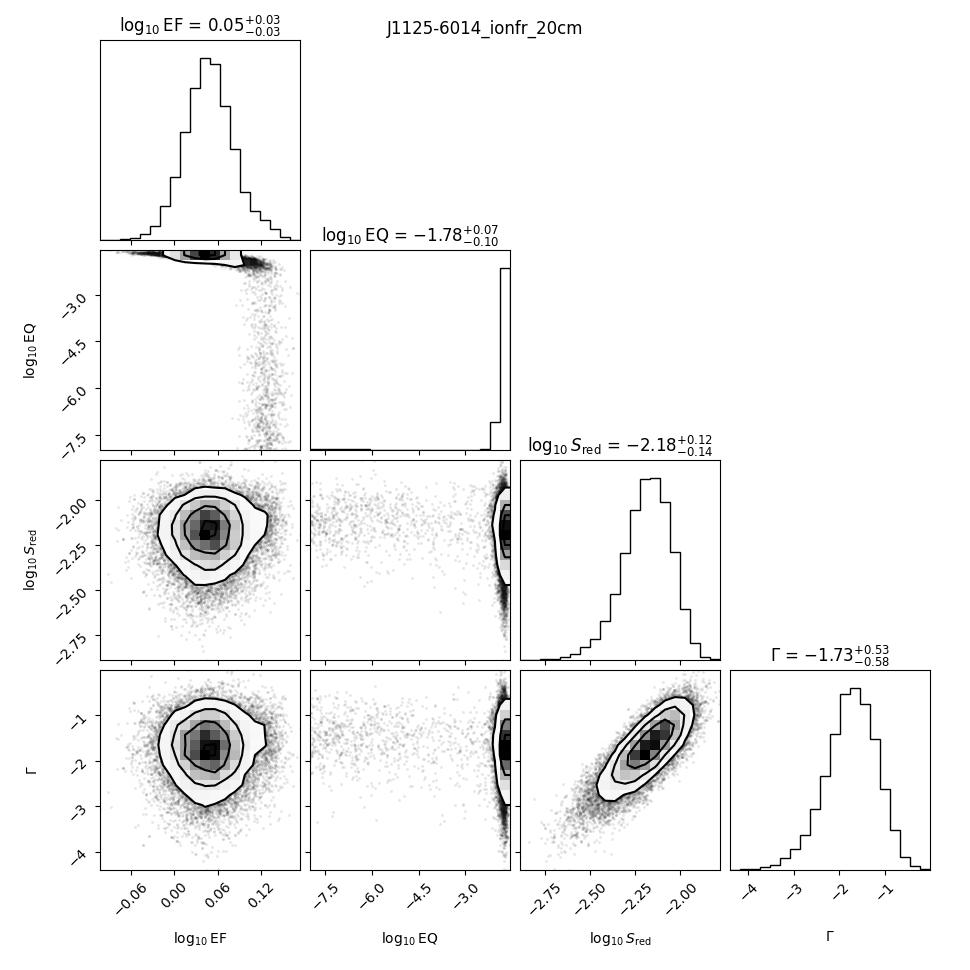 J1125-6014_ionfr_20cm
log₁₀ EF = 0.05+0.03−0.03
log₁₀ EQ = −1.78+0.07−0.10
−3.0
−4.5
−6.0
−7.5
log₁₀ EQ
log₁₀ Sred = −2.18+0.12−0.14
−2.00
−2.25
−2.50
−2.75
log₁₀ Sred
Γ = −1.73+0.53−0.58
−1
−2
−3
−4
Γ
−0.06 0.00 0.06 0.12
−7.5 −6.0 −4.5 −3.0
−2.75 −2.50 −2.25 −2.00
−4 −3 −2 −1
log₁₀ EF log₁₀ EQ log₁₀ Sred Γ